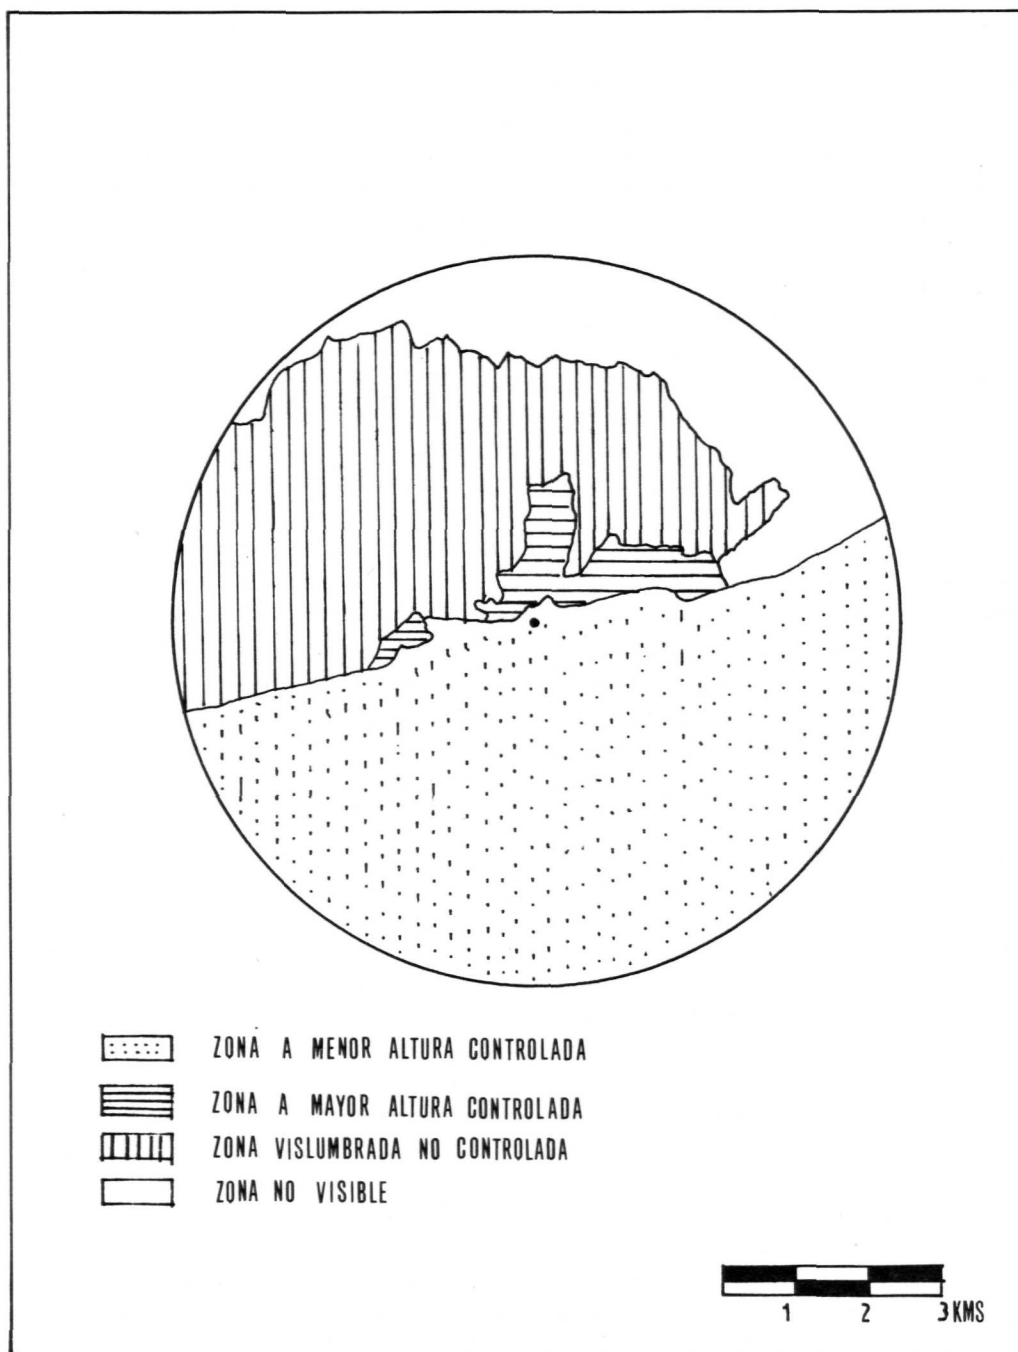 ZONA A MENOR ALTURA CONTROLADA
ZONA A MAYOR ALTURA CONTROLADA
ZONA VISLUMBRADA NO CONTROLADA
ZONA NO VISIBLE
1 2 3 KMS